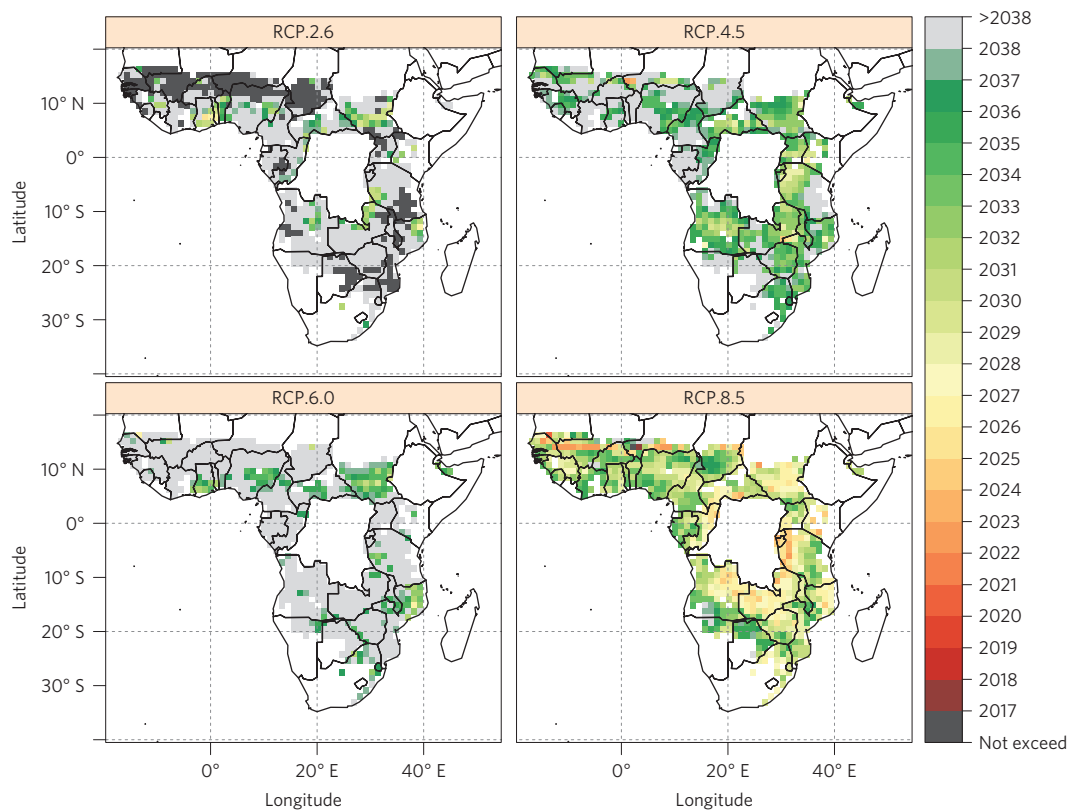 RCP.2.6
RCP.4.5
10° N
0°
10° S
20° S
30° S
Latitude
RCP.6.0
RCP.8.5
10° N
0°
10° S
20° S
30° S
Latitude
0°
20° E
40° E
Longitude
0°
20° E
40° E
Longitude
>2038
2038
2037
2036
2035
2034
2033
2032
2031
2030
2029
2028
2027
2026
2025
2024
2023
2022
2021
2020
2019
2018
2017
Not exceed